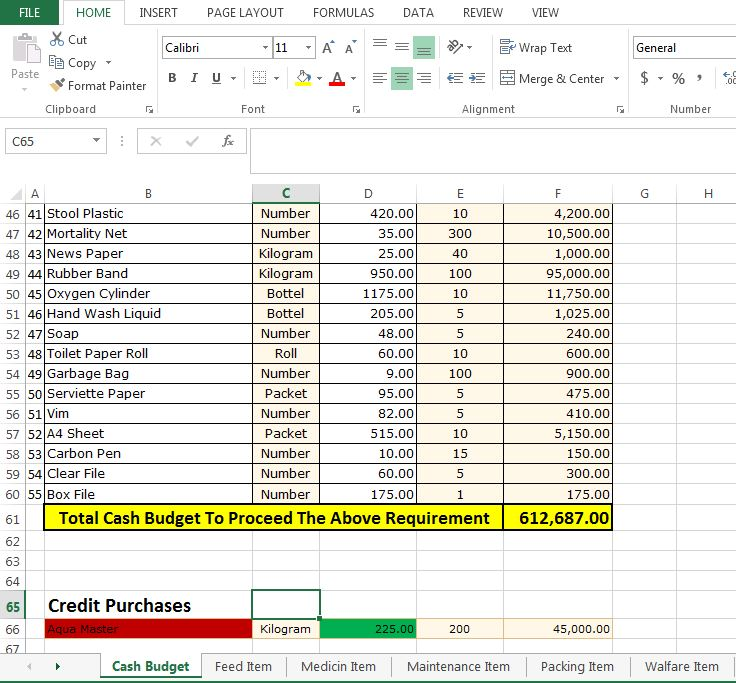 FILE HOME INSERT PAGE LAYOUT FORMULAS DATA REVIEW VIEW
Paste
Cut
Copy
Format Painter
Clipboard
Calibri 11 A A
B I U A
Font
Wrap Text
Merge & Center
Alignment
General
$ % ,
Number
C65 fx
A B C D E F G H
46 41 Stool Plastic Number 420.00 10 4,200.00
47 42 Mortality Net Number 35.00 300 10,500.00
48 43 News Paper Kilogram 25.00 40 1,000.00
49 44 Rubber Band Kilogram 950.00 100 95,000.00
50 45 Oxygen Cylinder Bottel 1175.00 10 11,750.00
51 46 Hand Wash Liquid Bottel 205.00 5 1,025.00
52 47 Soap Number 48.00 5 240.00
53 48 Toilet Paper Roll Roll 60.00 10 600.00
54 49 Garbage Bag Number 9.00 100 900.00
55 50 Serviette Paper Packet 95.00 5 475.00
56 51 Vim Number 82.00 5 410.00
57 52 A4 Sheet Packet 515.00 10 5,150.00
58 53 Carbon Pen Number 10.00 15 150.00
59 54 Clear File Number 60.00 5 300.00
60 55 Box File Number 175.00 1 175.00
61 Total Cash Budget To Proceed The Above Requirement 612,687.00
62
63
64
65 Credit Purchases
66 Aqua Master Kilogram 225.00 200 45,000.00
67
Cash Budget Feed Item Medicin Item Maintenance Item Packing Item Walfare Item